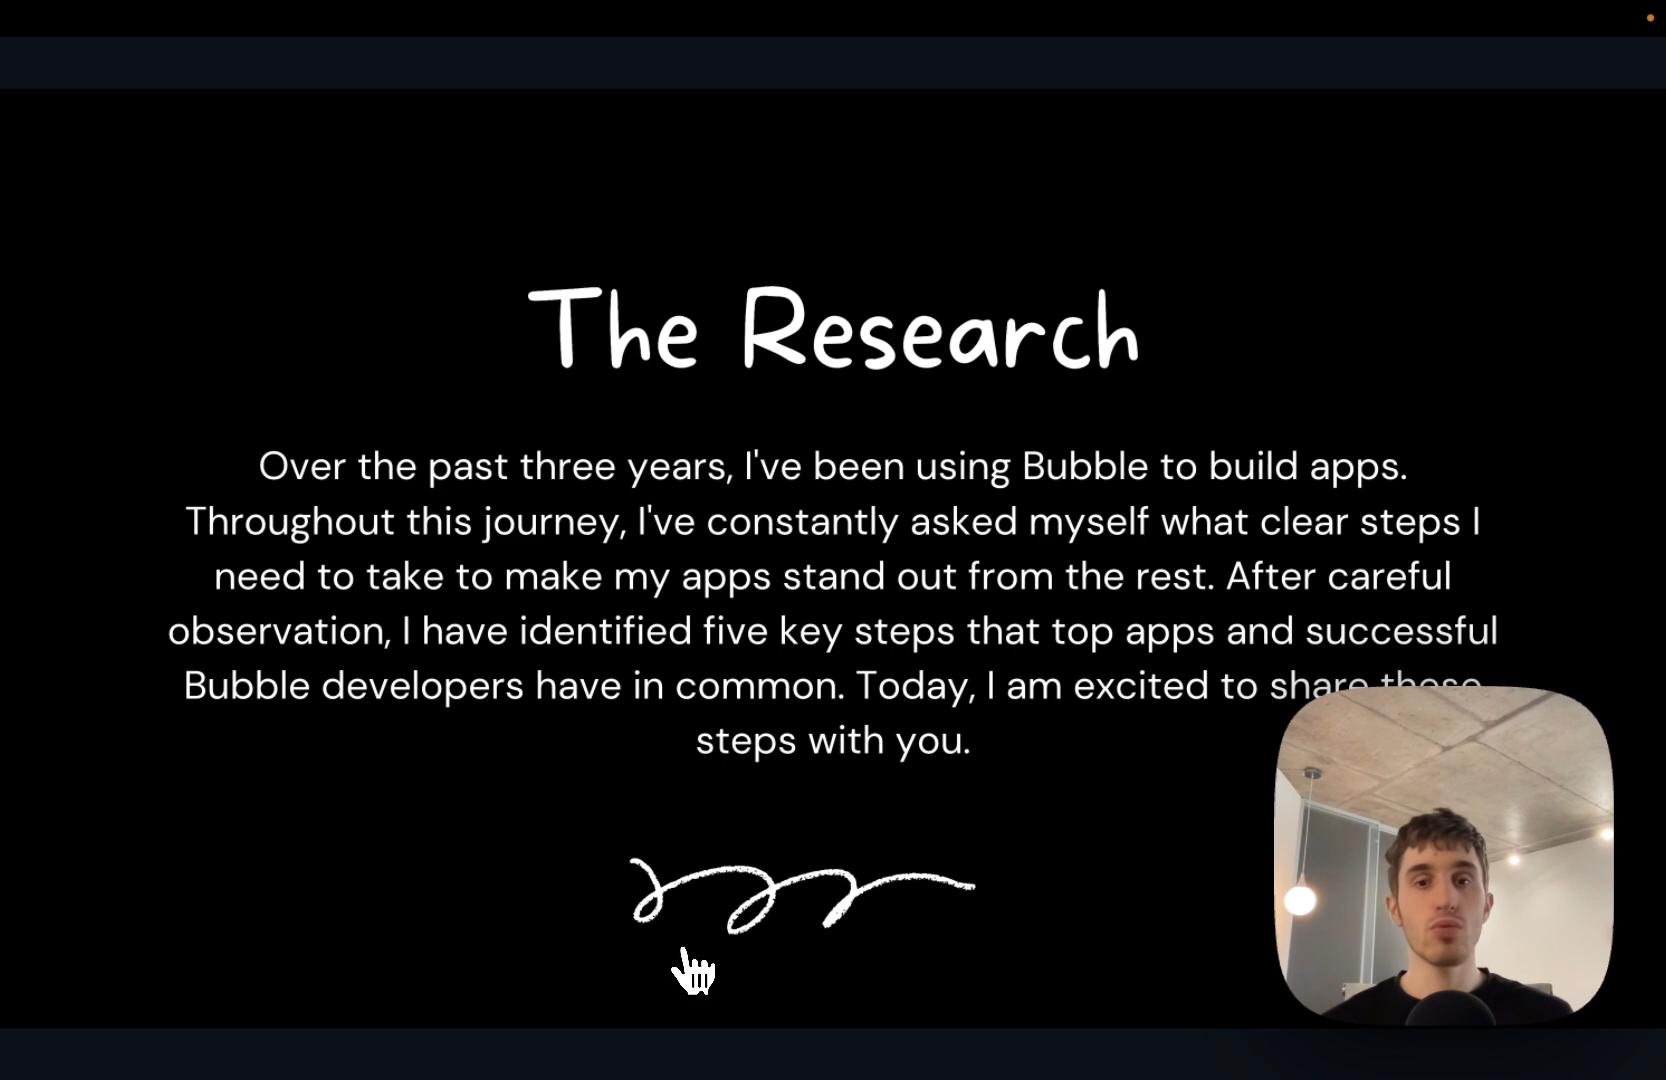 The Research
Over the past three years, I've been using Bubble to build apps.
Throughout this journey, I've constantly asked myself what clear steps I
need to take to make my apps stand out from the rest. After careful
observation, I have identified five key steps that top apps and successful
Bubble developers have in common. Today, I am excited to share these
steps with you.